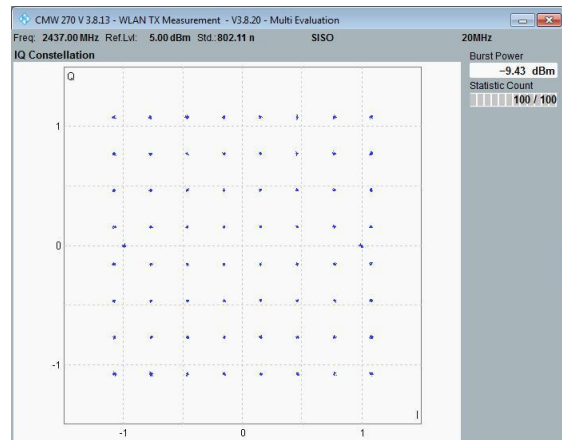 CMW 270 V 3.8.13 - WLAN TX Measurement - V3.8.20 - Multi Evaluation
Freq: 2437.00 MHz Ref.Lvl: 5.00 dBm Std.: 802.11 n SISO 20MHz
IQ Constellation
Burst Power
−9.43 dBm
Statistic Count
100 / 100
Q
1
0
-1
I
-1 0 1